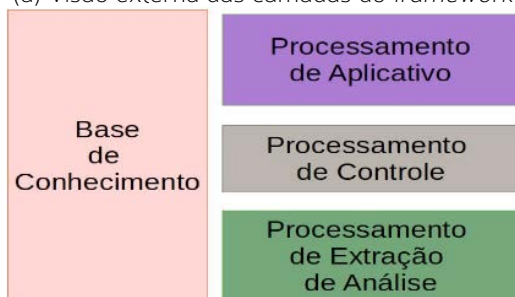 (a) Visão externa das camadas do framework
Base
de
Conhecimento
Processamento
de Aplicativo
Processamento
de Controle
Processamento
de Extração
de Análise